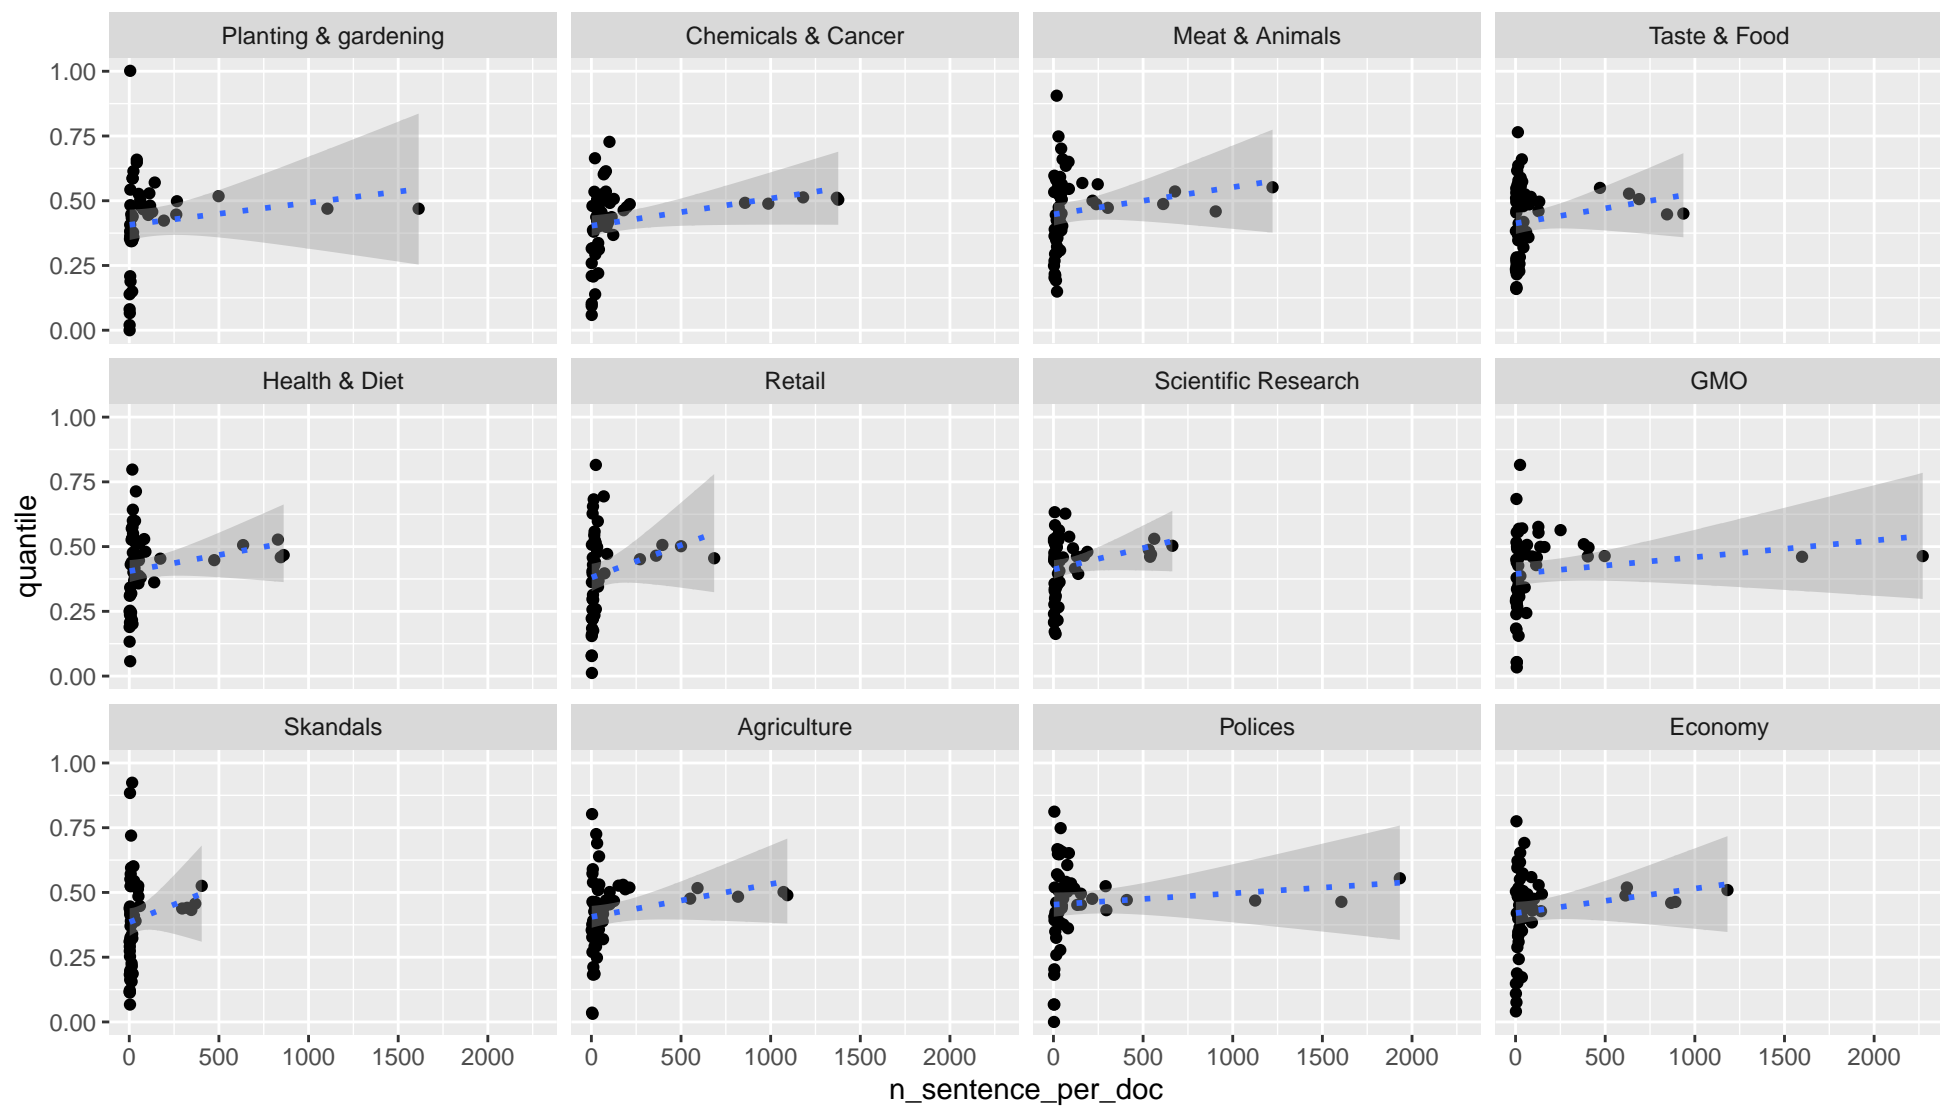 Planting & gardening
Chemicals & Cancer
Meat & Animals
Taste & Food
1.00
0.75
0.50
0.25
0.00
Health & Diet
Retail
Scientific Research
GMO
1.00
0.75
0.50
0.25
0.00
quantile
Skandals
Agriculture
Polices
Economy
1.00
0.75
0.50
0.25
0.00
0 500 1000 1500 2000
0 500 1000 1500 2000
0 500 1000 1500 2000
0 500 1000 1500 2000
n_sentence_per_doc